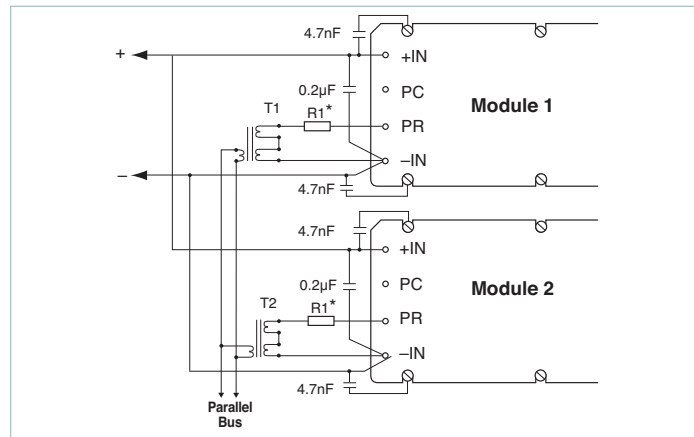 4.7nF
+IN
+
0.2µF
PC
Module 1
T1
R1*
PR
–IN
–
4.7nF
4.7nF
+IN
0.2µF
PC
Module 2
T2
R1*
PR
–IN
4.7nF
Parallel
Bus